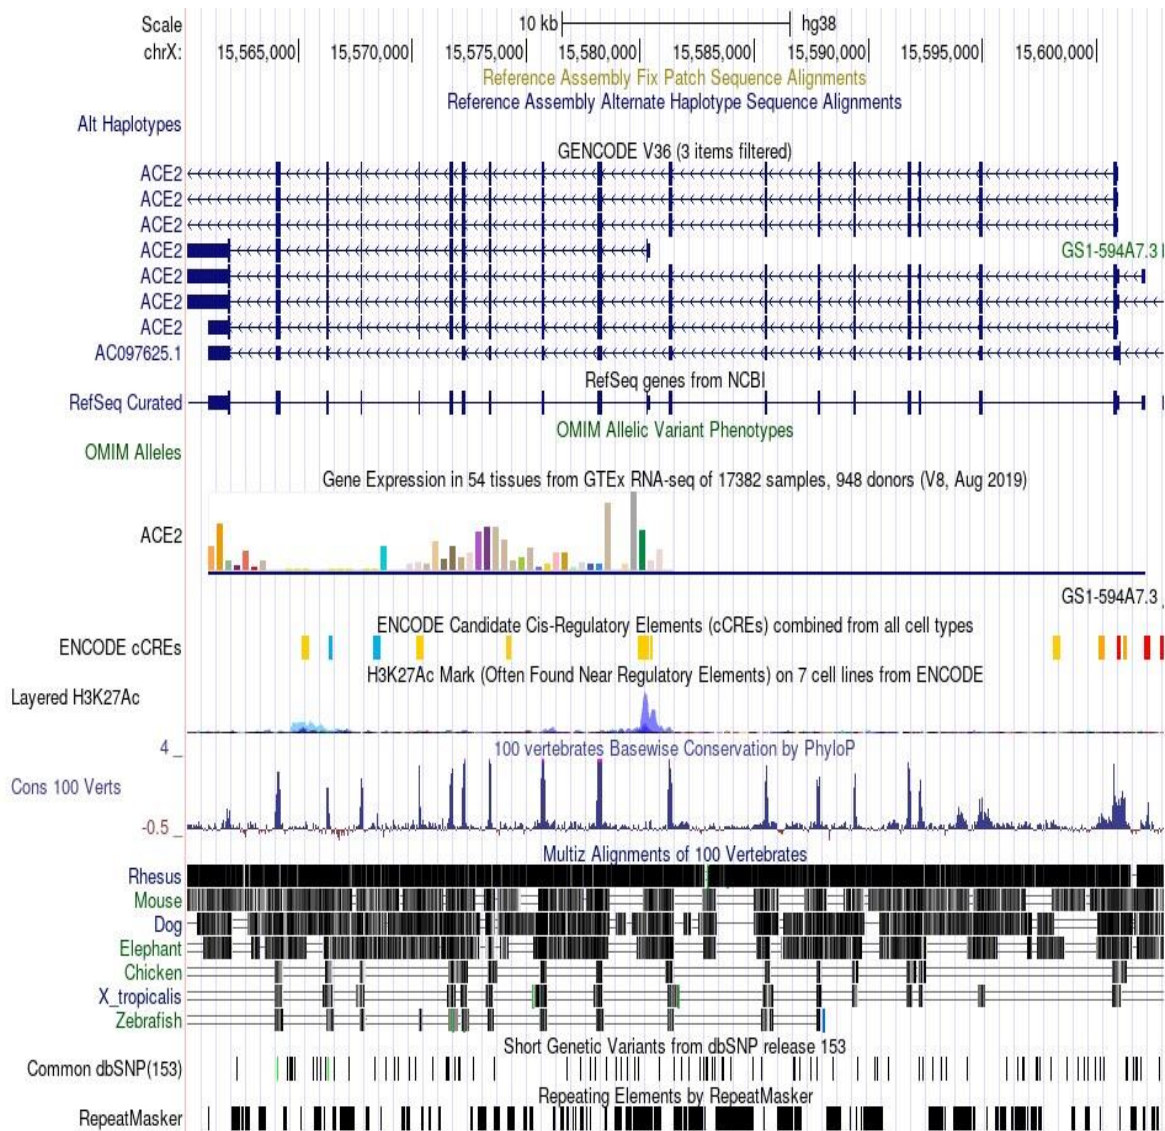 Scale 10 kb hg38
chrX: 15,565,000 15,570,000 15,575,000 15,580,000 15,585,000 15,590,000 15,595,000 15,600,000
Reference Assembly Fix Patch Sequence Alignments
Reference Assembly Alternate Haplotype Sequence Alignments
Alt Haplotypes
GENCODE V36 (3 items filtered)
ACE2
ACE2
ACE2
ACE2 GS1-594A7.3
ACE2
ACE2
ACE2
AC097625.1
RefSeq genes from NCBI
RefSeq Curated
OMIM Allelic Variant Phenotypes
OMIM Alleles
Gene Expression in 54 tissues from GTEx RNA-seq of 17382 samples, 948 donors (V8, Aug 2019)
ACE2
GS1-594A7.3
ENCODE Candidate Cis-Regulatory Elements (cCREs) combined from all cell types
ENCODE cCREs
H3K27Ac Mark (Often Found Near Regulatory Elements) on 7 cell lines from ENCODE
Layered H3K27Ac
100 vertebrates Basewise Conservation by PhyloP
4 _
Cons 100 Verts
-0.5 _
Multiz Alignments of 100 Vertebrates
Rhesus
Mouse
Dog
Elephant
Chicken
X_tropicalis
Zebrafish
Short Genetic Variants from dbSNP release 153
Common dbSNP(153)
Repeating Elements by RepeatMasker
RepeatMasker